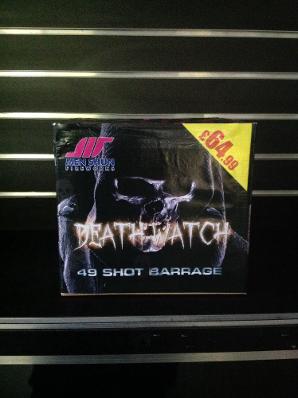 £64.99
MEN SHUN
FIREWORKS
DEATHWATCH
49 SHOT BARRAGE